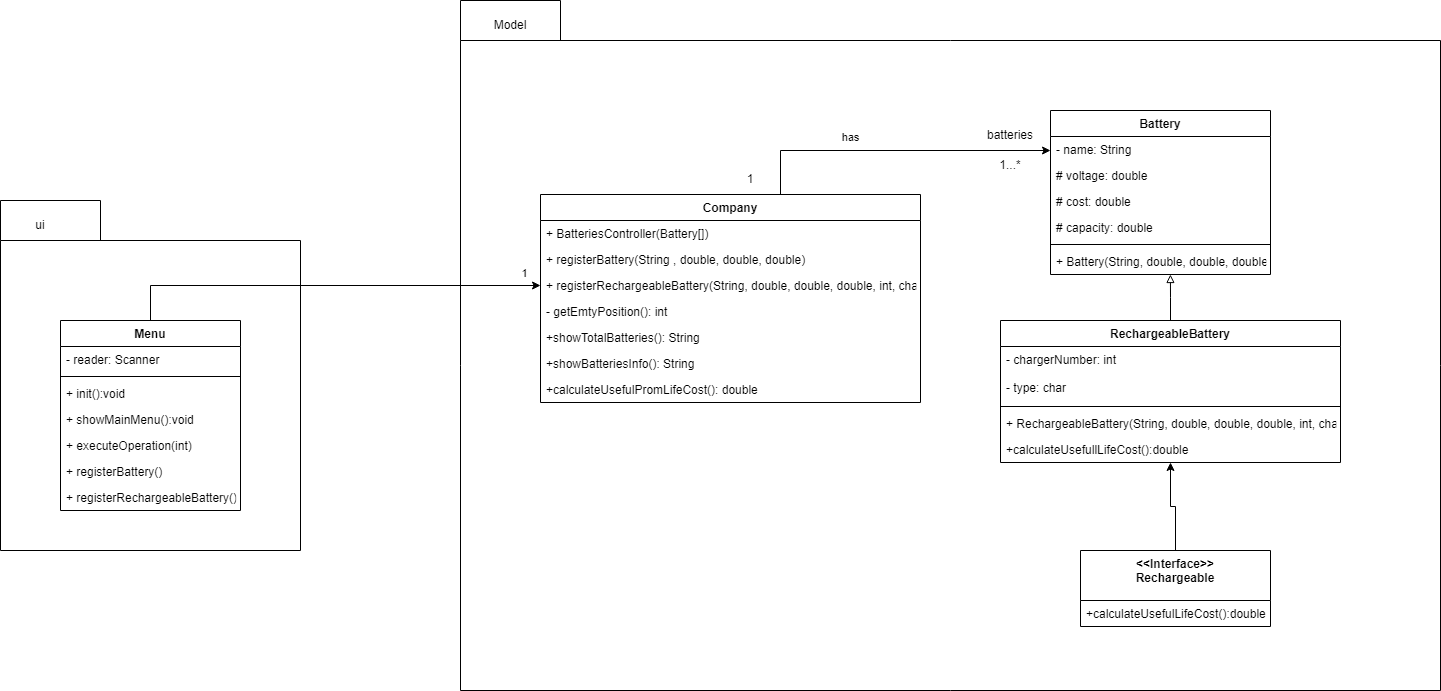 Model
ui
Menu
- reader: Scanner
+ init():void
+ showMainMenu():void
+ executeOperation(int)
+ registerBattery()
+ registerRechargeableBattery()
1
Company
+ BatteriesController(Battery[])
+ registerBattery(String , double, double, double)
+ registerRechargeableBattery(String, double, double, double, int, cha
- getEmtyPosition(): int
+showTotalBatteries(): String
+showBatteriesInfo(): String
+calculateUsefulPromLifeCost(): double
1
has
batteries
1...*
Battery
- name: String
# voltage: double
# cost: double
# capacity: double
+ Battery(String, double, double, double
RechargeableBattery
- chargerNumber: int
- type: char
+ RechargeableBattery(String, double, double, double, int, cha
+calculateUsefullLifeCost():double
<<Interface>>
Rechargeable
+calculateUsefulLifeCost():double